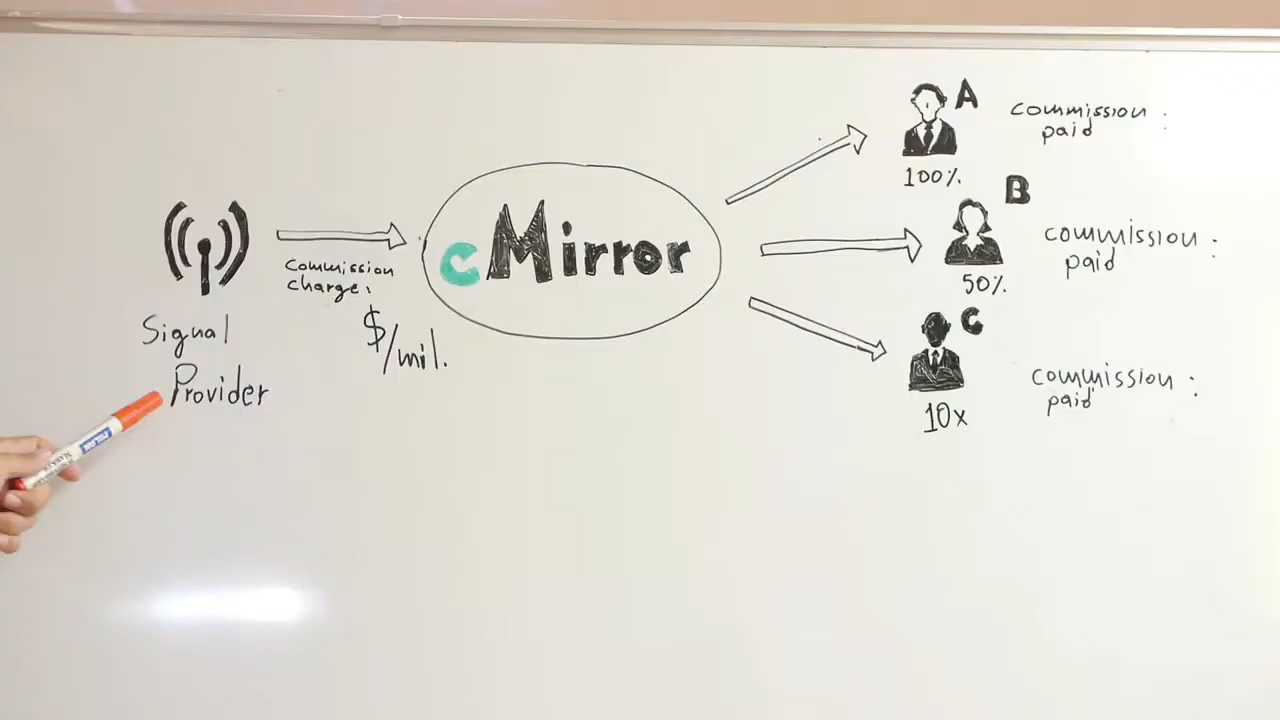 Signal
Provider
commission
charge:
$/mil.
cMirror
A
100%
commission :
paid
B
50%
commission :
paid
C
10x
commission :
paid